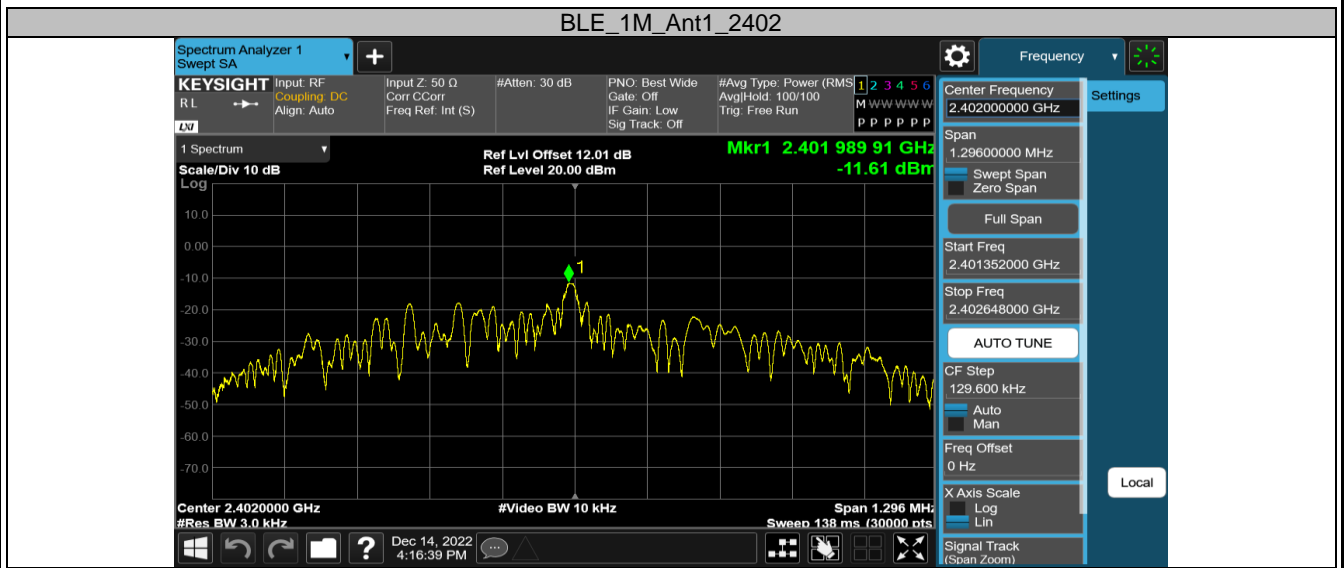 BLE_1M_Ant1_2402
Spectrum Analyzer 1
Swept SA
+
Frequency
KEYSIGHT
RL
LXI
Input: RF
Coupling: DC
Align: Auto
Input Z: 50 Ω
Corr CCorr
Freq Ref: Int (S)
#Atten: 30 dB
PNO: Best Wide
Gate: Off
IF Gain: Low
Sig Track: Off
#Avg Type: Power (RMS
Avg|Hold: 100/100
Trig: Free Run
1 2 3 4 5 6
M W W W W W
P P P P P P
1 Spectrum
Scale/Div 10 dB
Log
Ref Lvl Offset 12.01 dB
Ref Level 20.00 dBm
Mkr1 2.401 989 91 GHz
-11.61 dBm
10.0
0.00
-10.0
-20.0
-30.0
-40.0
-50.0
-60.0
-70.0
1
Center 2.4020000 GHz
#Res BW 3.0 kHz
#Video BW 10 kHz
Span 1.296 MHz
Sweep 138 ms (30000 pts
Center Frequency
2.402000000 GHz
Settings
Span
1.29600000 MHz
Swept Span
Zero Span
Full Span
Start Freq
2.401352000 GHz
Stop Freq
2.402648000 GHz
AUTO TUNE
CF Step
129.600 kHz
Auto
Man
Freq Offset
0 Hz
X Axis Scale
Log
Lin
Local
Signal Track
(Span Zoom)
?
Dec 14, 2022
4:16:39 PM